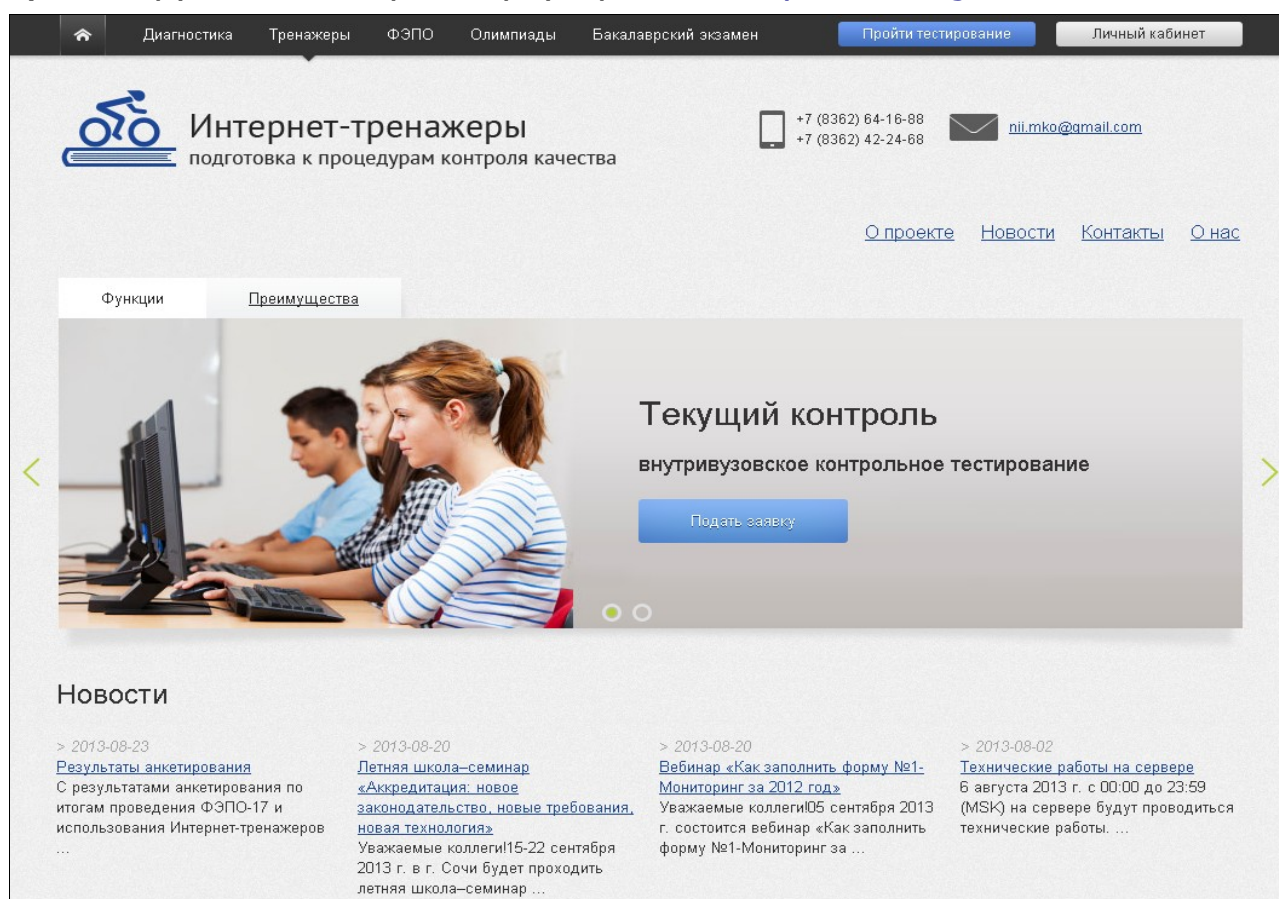 Диагностика Тренажеры ФЭПО Олимпиады Бакалаврский экзамен Пройти тестирование Личный кабинет
Интернет-тренажеры
подготовка к процедурам контроля качества
+7 (8362) 64-16-88
+7 (8362) 42-24-68
nii.mko@gmail.com
О проекте Новости Контакты О нас
Функции Преимущества
Текущий контроль
внутривузовское контрольное тестирование
Подать заявку
Новости
> 2013-08-23
Результаты анкетирования
С результатами анкетирования по
итогам проведения ФЭПО-17 и
использования Интернет-тренажеров
...
> 2013-08-20
Летняя школа–семинар
«Аккредитация: новое
законодательство, новые требования,
новая технология»
Уважаемые коллеги!15-22 сентября
2013 г. в г. Сочи будет проходить
летняя школа–семинар ...
> 2013-08-20
Вебинар «Как заполнить форму №1-
Мониторинг за 2012 год»
Уважаемые коллеги!05 сентября 2013
г. состоится вебинар «Как заполнить
форму №1-Мониторинг за ...
> 2013-08-02
Технические работы на сервере
6 августа 2013 г. с 00:00 до 23:59
(MSK) на сервере будут проводиться
технические работы. ...